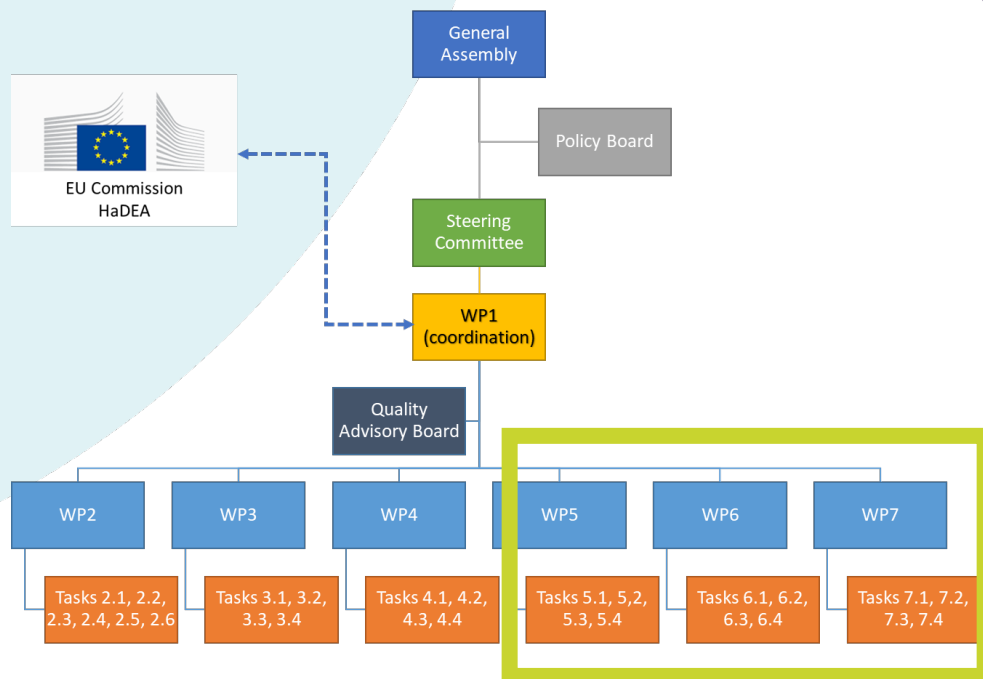 General
Assembly
Policy Board
EU Commission
HaDEA
Steering
Committee
WP1
(coordination)
Quality
Advisory Board
WP2
WP3
WP4
WP5
WP6
WP7
Tasks 2.1, 2.2,
2.3, 2.4, 2.5, 2.6
Tasks 3.1, 3.2,
3.3, 3.4
Tasks 4.1, 4.2,
4.3, 4.4
Tasks 5.1, 5,2,
5.3, 5.4
Tasks 6.1, 6.2,
6.3, 6.4
Tasks 7.1, 7.2,
7.3, 7.4